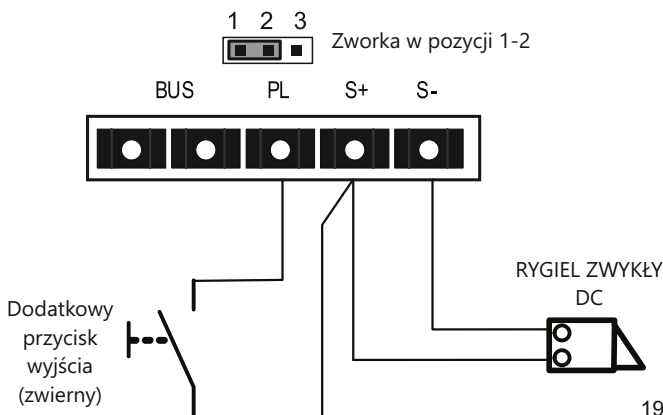 1 2 3
Zworka w pozycji 1-2
BUS PL S+ S-
RYGIEL ZWYKŁY
DC
Dodatkowy
przycisk
wyjścia
(zwierny)
19